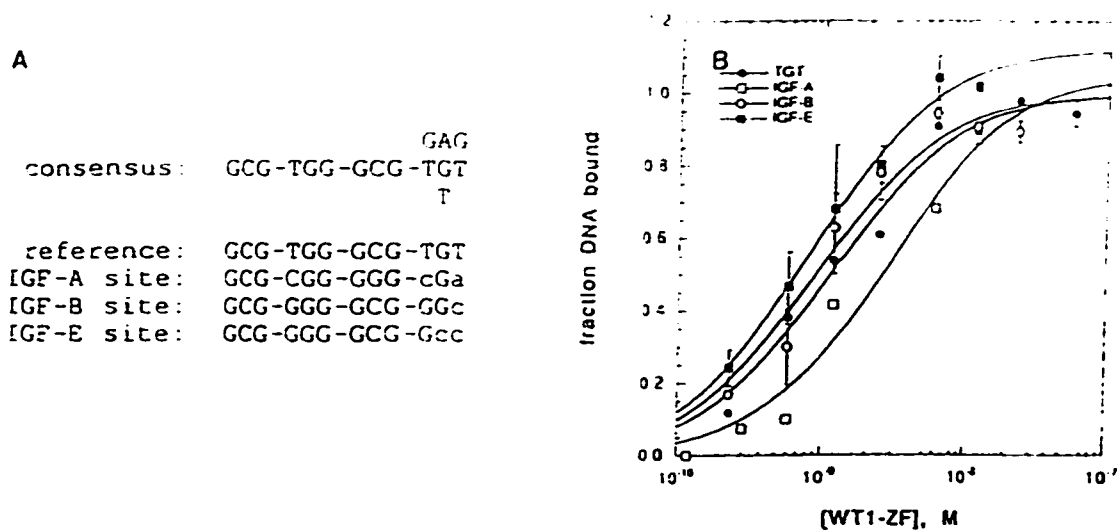 A
GAG
consensus: GCG-TGG-GCG-TGT
T
reference: GCG-TGG-GCG-TGT
IGF-A site: GCG-CGG-GGG-cGa
IGF-B site: GCG-GGG-GCG-GGc
IGF-E site: GCG-GGG-GCG-Gcc
B
TGT
IGF-A
IGF-B
IGF-E
fraction DNA bound
1.2
1.0
0.8
0.6
0.4
0.2
0.0
10⁻¹⁰
10⁻⁹
10⁻⁸
10⁻⁷
[WT1-ZF], M